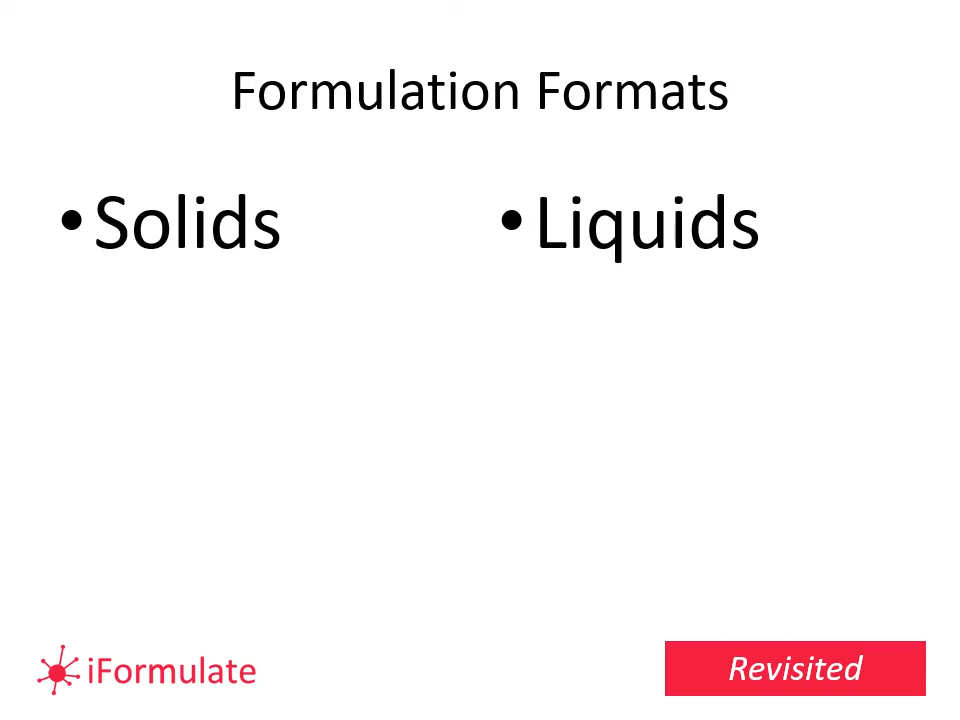 Formulation Formats
• Solids
• Liquids
iFormulate
Revisited